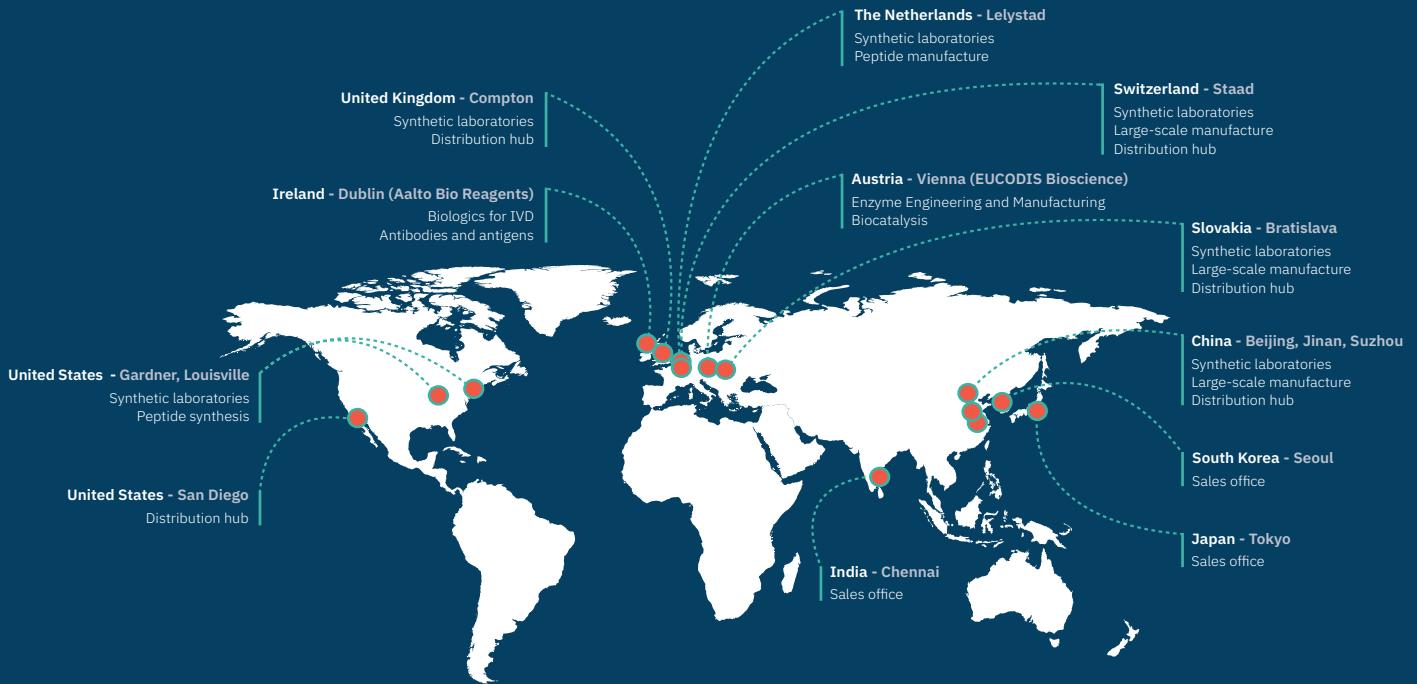 The Netherlands - Lelystad
Synthetic laboratories
Peptide manufacture
United Kingdom - Compton
Synthetic laboratories
Distribution hub
Switzerland - Staad
Synthetic laboratories
Large-scale manufacture
Distribution hub
Ireland - Dublin (Aalto Bio Reagents)
Biologics for IVD
Antibodies and antigens
Austria - Vienna (EUCODIS Bioscience)
Enzyme Engineering and Manufacturing
Biocatalysis
Slovakia - Bratislava
Synthetic laboratories
Large-scale manufacture
Distribution hub
United States - Gardner, Louisville
Synthetic laboratories
Peptide synthesis
China - Beijing, Jinan, Suzhou
Synthetic laboratories
Large-scale manufacture
Distribution hub
United States - San Diego
Distribution hub
South Korea - Seoul
Sales office
Japan - Tokyo
Sales office
India - Chennai
Sales office